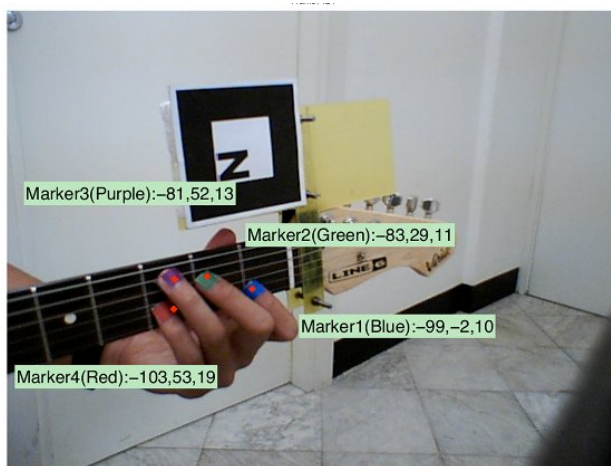 N
Marker3(Purple):-81,52,13
Marker2(Green):-83,29,11
LINE 6
Marker1(Blue):-99,-2,10
Marker4(Red):-103,53,19